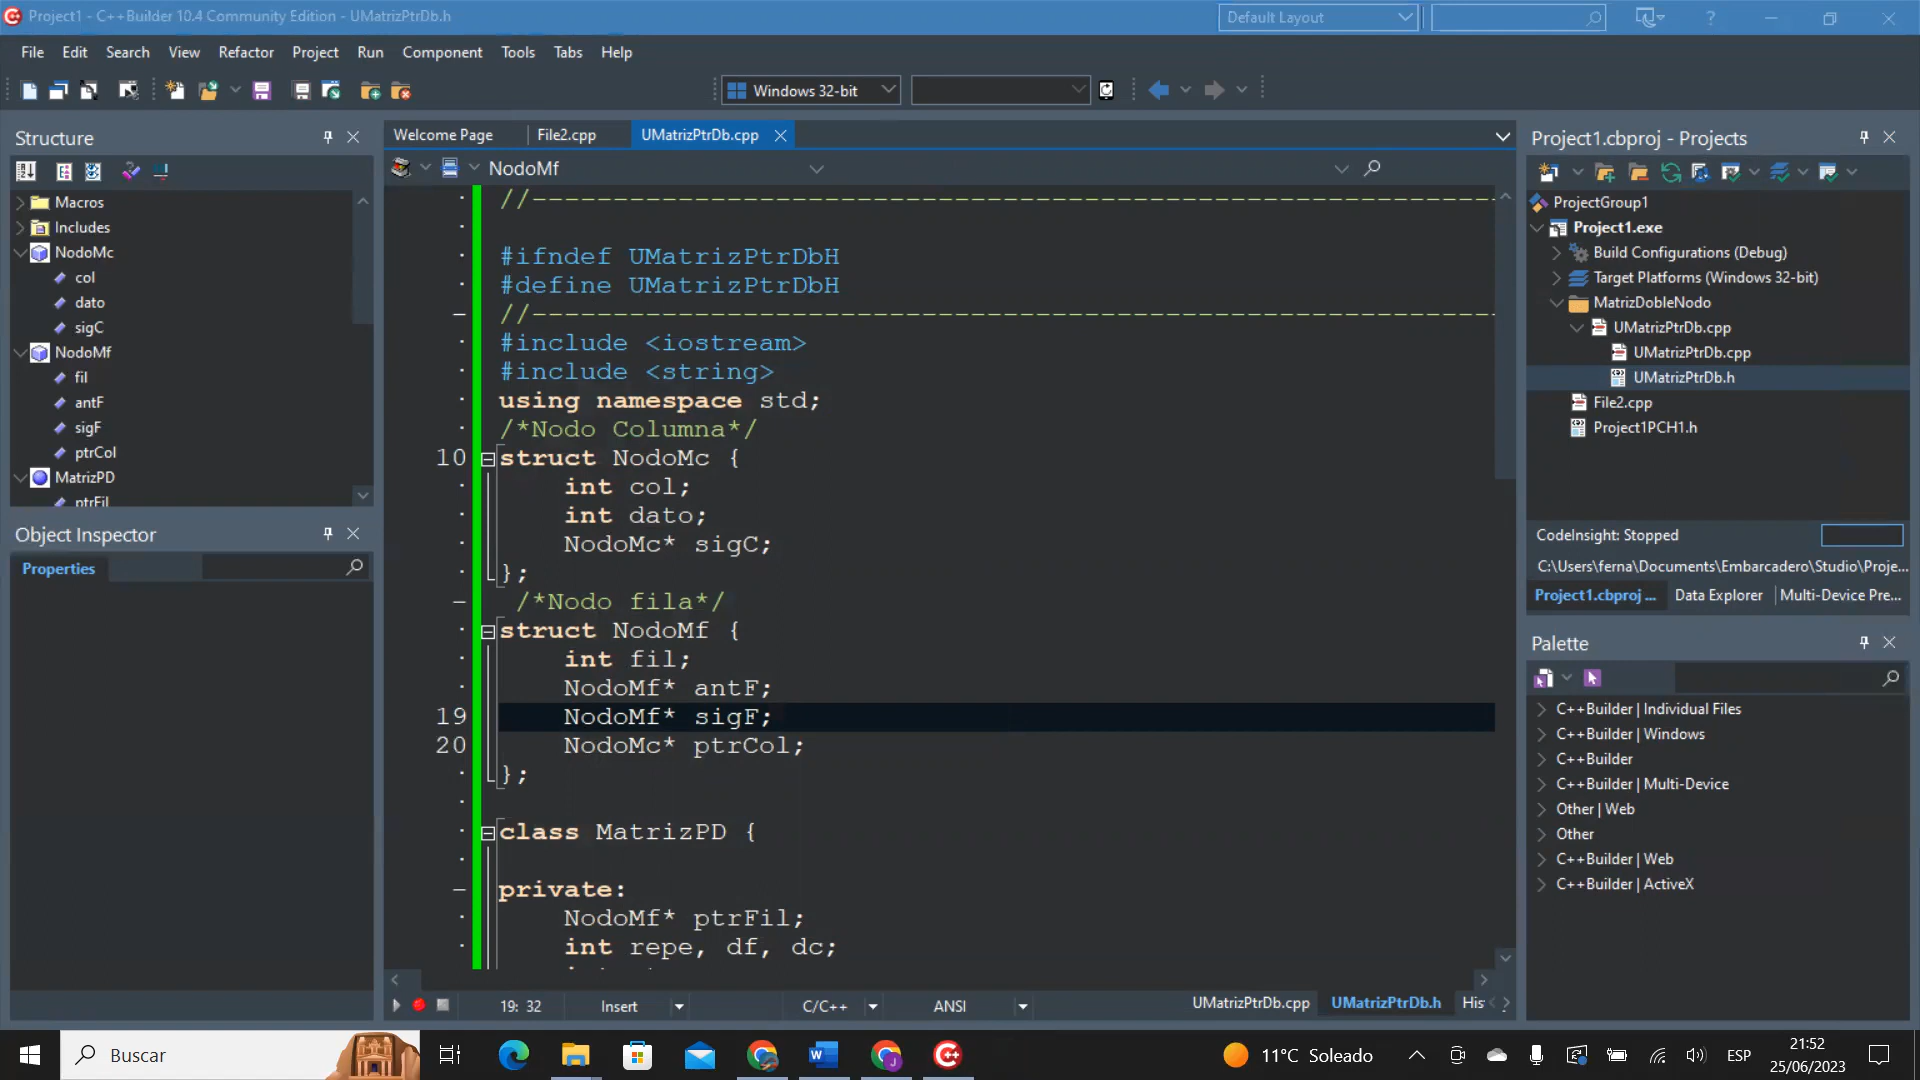 Project1 - C++Builder 10.4 Community Edition - UMatrizPtrDb.h
Default Layout
File Edit Search View Refactor Project Run Component Tools Tabs Help
Windows 32-bit
Structure
Macros
Includes
NodoMc
col
dato
sigC
NodoMf
fil
antF
sigF
ptrCol
MatrizPD
ptrFil
Object Inspector
Properties
Welcome Page File2.cpp UMatrizPtrDb.cpp
NodoMf
//------------------------------------------------------------
#ifndef UMatrizPtrDbH
#define UMatrizPtrDbH
//------------------------------------------------------------
#include <iostream>
#include <string>
using namespace std;
/*Nodo Columna*/
10 struct NodoMc {
int col;
int dato;
NodoMc* sigC;
};
/*Nodo fila*/
struct NodoMf {
int fil;
NodoMf* antF;
19 NodoMf* sigF;
20 NodoMc* ptrCol;
};
class MatrizPD {
private:
NodoMf* ptrFil;
int repe, df, dc;
19: 32 Insert C/C++ ANSI UMatrizPtrDb.cpp UMatrizPtrDb.h His
Project1.cbproj - Projects
ProjectGroup1
Project1.exe
Build Configurations (Debug)
Target Platforms (Windows 32-bit)
MatrizDobleNodo
UMatrizPtrDb.cpp
UMatrizPtrDb.cpp
UMatrizPtrDb.h
File2.cpp
Project1PCH1.h
CodeInsight: Stopped
C:\Users\ferna\Documents\Embarcadero\Studio\Proje...
Project1.cbproj ... Data Explorer Multi-Device Pre...
Palette
C++Builder | Individual Files
C++Builder | Windows
C++Builder
C++Builder | Multi-Device
Other | Web
Other
C++Builder | Web
C++Builder | ActiveX
Buscar
11°C Soleado
ESP
21:52
25/06/2023